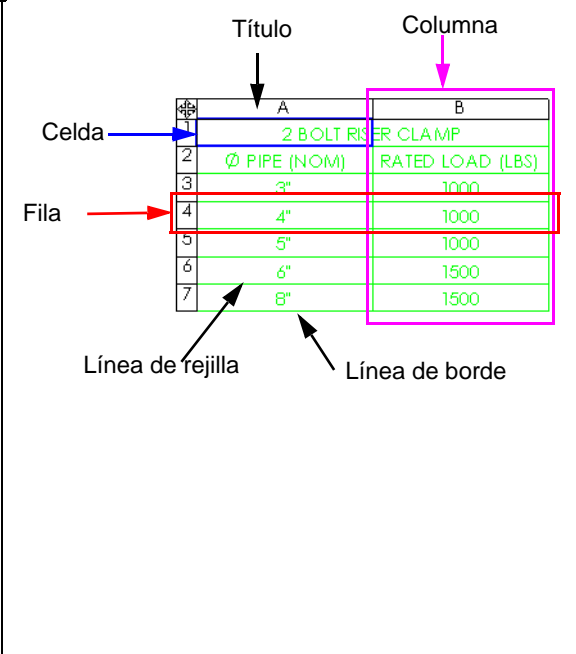 Título
Columna
A B
Celda
1 2 BOLT RISER CLAMP
2 Ø PIPE (NOM) RATED LOAD (LBS)
3 3" 1000
Fila
4 4" 1000
5 5" 1000
6 6" 1500
7 8" 1500
Línea de rejilla
Línea de borde